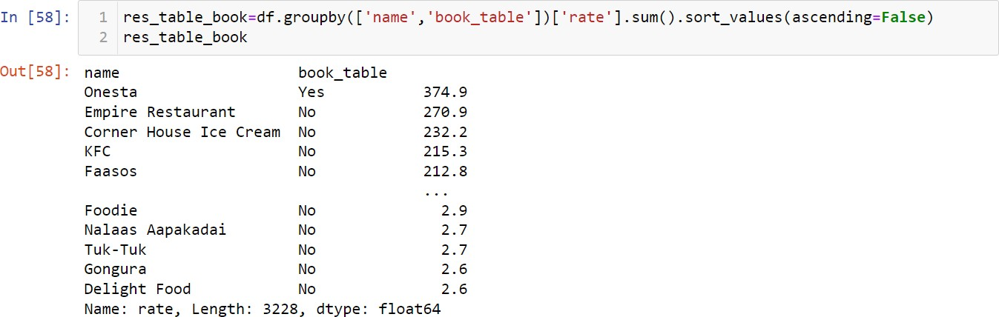 In [58]: 1 res_table_book=df.groupby(['name','book_table'])['rate'].sum().sort_values(ascending=False)
2 res_table_book
Out[58]: name book_table
Onesta Yes 374.9
Empire Restaurant No 270.9
Corner House Ice Cream No 232.2
KFC No 215.3
Faasos No 212.8
...
Foodie No 2.9
Nalaas Aapakadai No 2.7
Tuk-Tuk No 2.7
Gongura No 2.6
Delight Food No 2.6
Name: rate, Length: 3228, dtype: float64